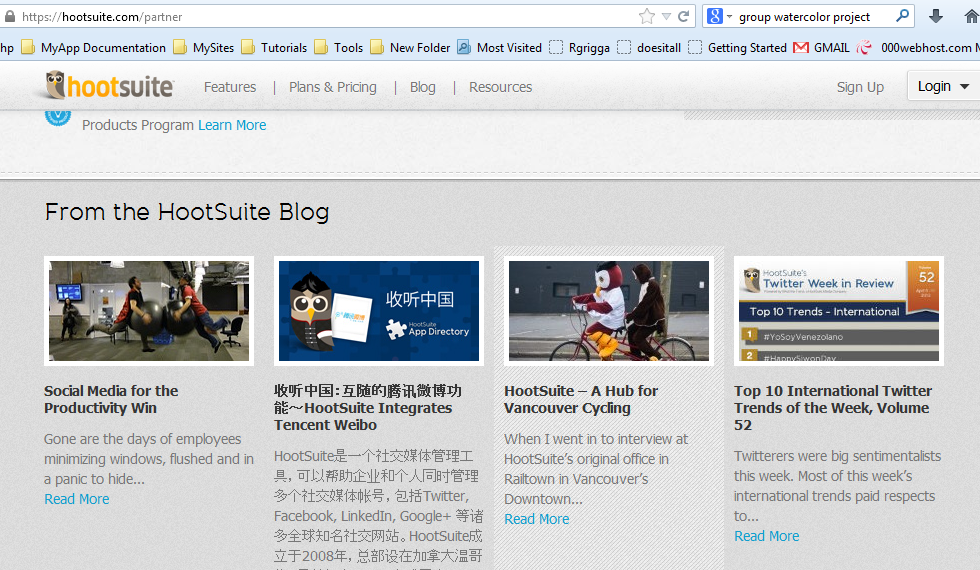 https://hootsuite.com/partner
group watercolor project
hp
MyApp Documentation
MySites
Tutorials
Tools
New Folder
Most Visited
Rgrigga
doesitall
Getting Started
GMAIL
000webhost.com
hootsuite
Features
Plans & Pricing
Blog
Resources
Sign Up
Login
Products Program Learn More
From the HootSuite Blog
Social Media for the
Productivity Win
Gone are the days of employees
minimizing windows, flushed and in
a panic to hide...
Read More
收听中国
HootSuite
App Directory
腾讯微博
收听中国:互随的腾讯微博功
能～HootSuite Integrates
Tencent Weibo
HootSuite是一个社交媒体管理工
具，可以帮助企业和个人同时管理
多个社交媒体帐号，包括Twitter,
Facebook, LinkedIn, Google+ 等诸
多全球知名社交网站。HootSuite成
立于2008年，总部设在加拿大温哥
HootSuite – A Hub for
Vancouver Cycling
When I went in to interview at
HootSuite’s original office in
Railtown in Vancouver’s
Downtown...
Read More
HootSuite's
Twitter Week in Review
52
Top 10 Trends - International
1
#YoSoyVenezolano
2
#HappySiwonDay
Top 10 International Twitter
Trends of the Week, Volume
52
Twitterers were big sentimentalists
this week. Most of this week’s
international trends paid respects
to...
Read More